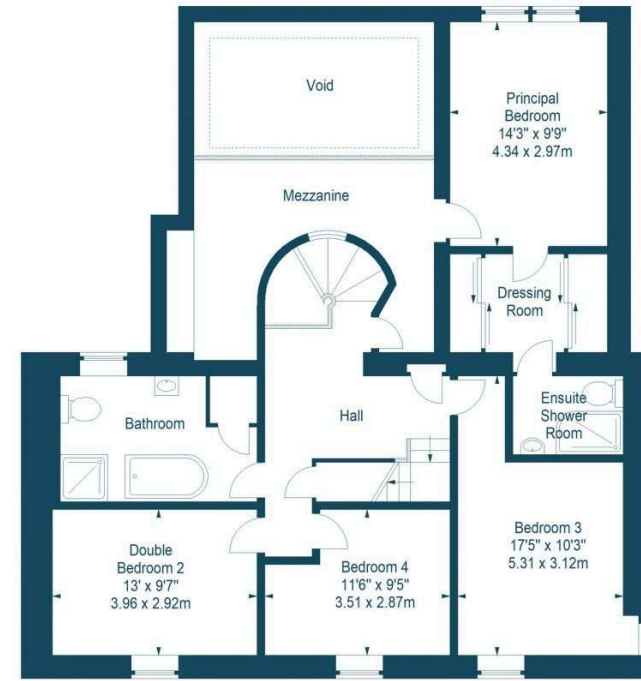 Void
Principal
Bedroom
14'3" x 9'9"
4.34 x 2.97m
Mezzanine
Dressing
Room
Ensuite
Shower
Room
Bathroom
Hall
Double
Bedroom 2
13' x 9'7"
3.96 x 2.92m
Bedroom 4
11'6" x 9'5"
3.51 x 2.87m
Bedroom 3
17'5" x 10'3"
5.31 x 3.12m